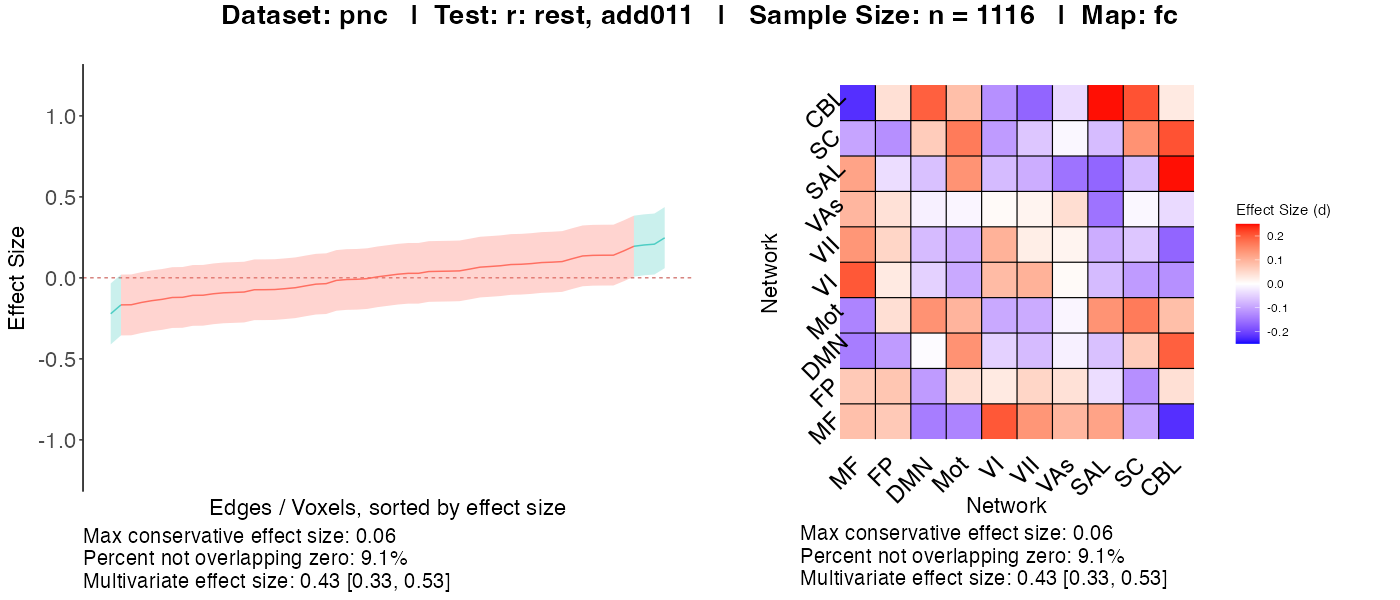 Dataset: pnc | Test: r: rest, add011 | Sample Size: n = 1116 | Map: fc
Effect Size
1.0
0.5
0.0
-0.5
-1.0
Edges / Voxels, sorted by effect size
Max conservative effect size: 0.06
Percent not overlapping zero: 9.1%
Multivariate effect size: 0.43 [0.33, 0.53]
Network
CBL
SC
SAL
VAs
VII
VI
Mot
DMN
FP
MF
MF FP DMN Mot VI VII VAs SAL SC CBL
Network
Max conservative effect size: 0.06
Percent not overlapping zero: 9.1%
Multivariate effect size: 0.43 [0.33, 0.53]
Effect Size (d)
0.2
0.1
0.0
-0.1
-0.2